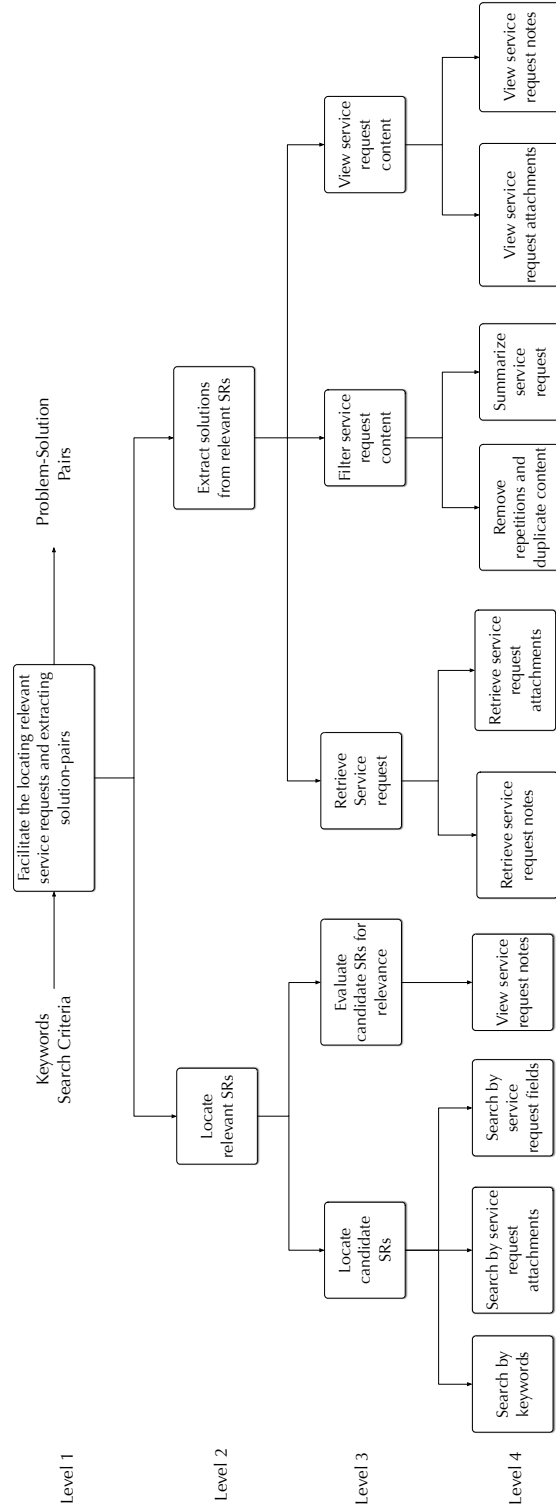 Level 1
Keywords
Search Criteria
Facilitate the locating relevant
service requests and extracting
solution-pairs
Problem-Solution
Pairs
Level 2
Locate
relevant SRs
Extract solutions
from relevant SRs
Level 3
Locate
candidate
SRs
Evaluate
candidate SRs for
relevance
Retrieve
Service
request
Filter service
request
content
View service
request
content
Level 4
Search by
keywords
Search by service
request
attachments
Search by
service
request fields
View service
request notes
Retrieve service
request notes
Retrieve service
request
attachments
Remove
repetitions and
duplicate content
Summarize
service
request
View service
request attachments
View service
request notes